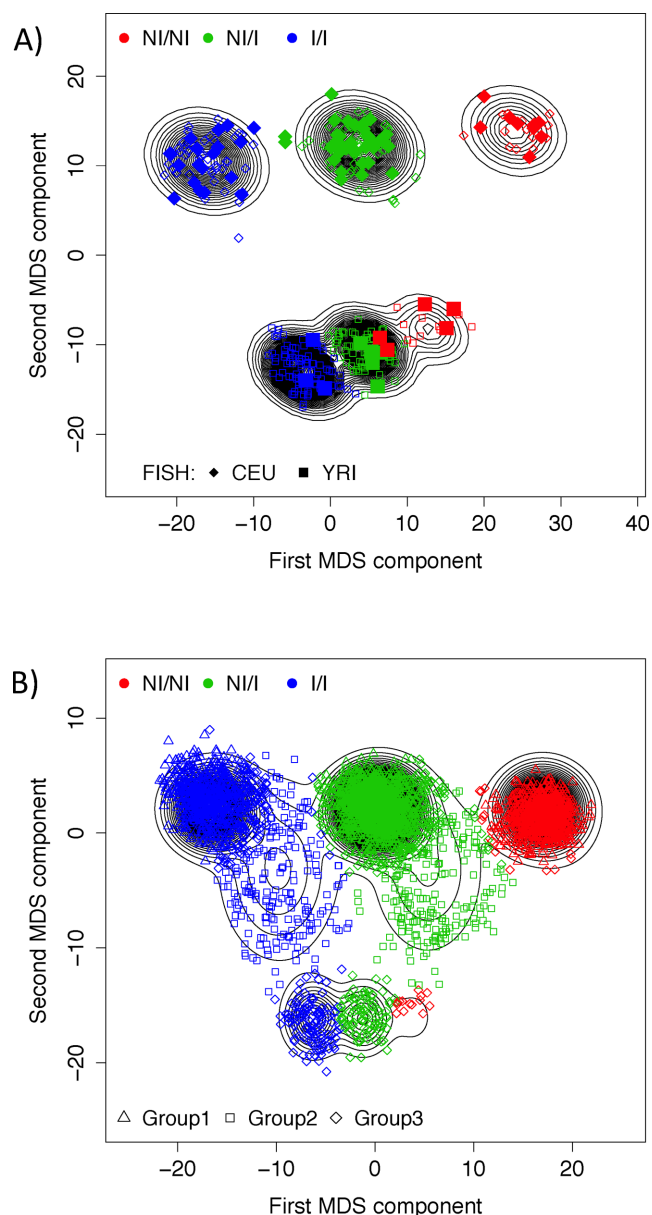 A)
NI/NI NI/I I/I
20
10
0
−10
−20
Second MDS component
FISH: CEU YRI
−20 −10 0 10 20 30 40
First MDS component
B)
NI/NI NI/I I/I
10
0
−10
−20
Second MDS component
Group1 Group2 Group3
−20 −10 0 10 20
First MDS component